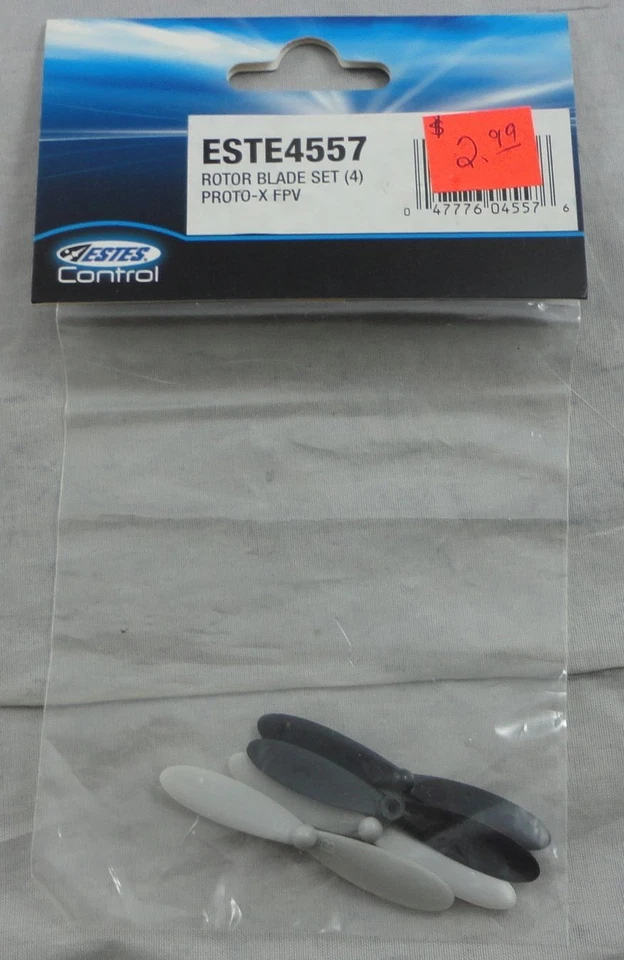 ESTE4557
ROTOR BLADE SET (4)
PROTO-X FPV
$ 2.99
0 47776 04557 6
ESTES
Control